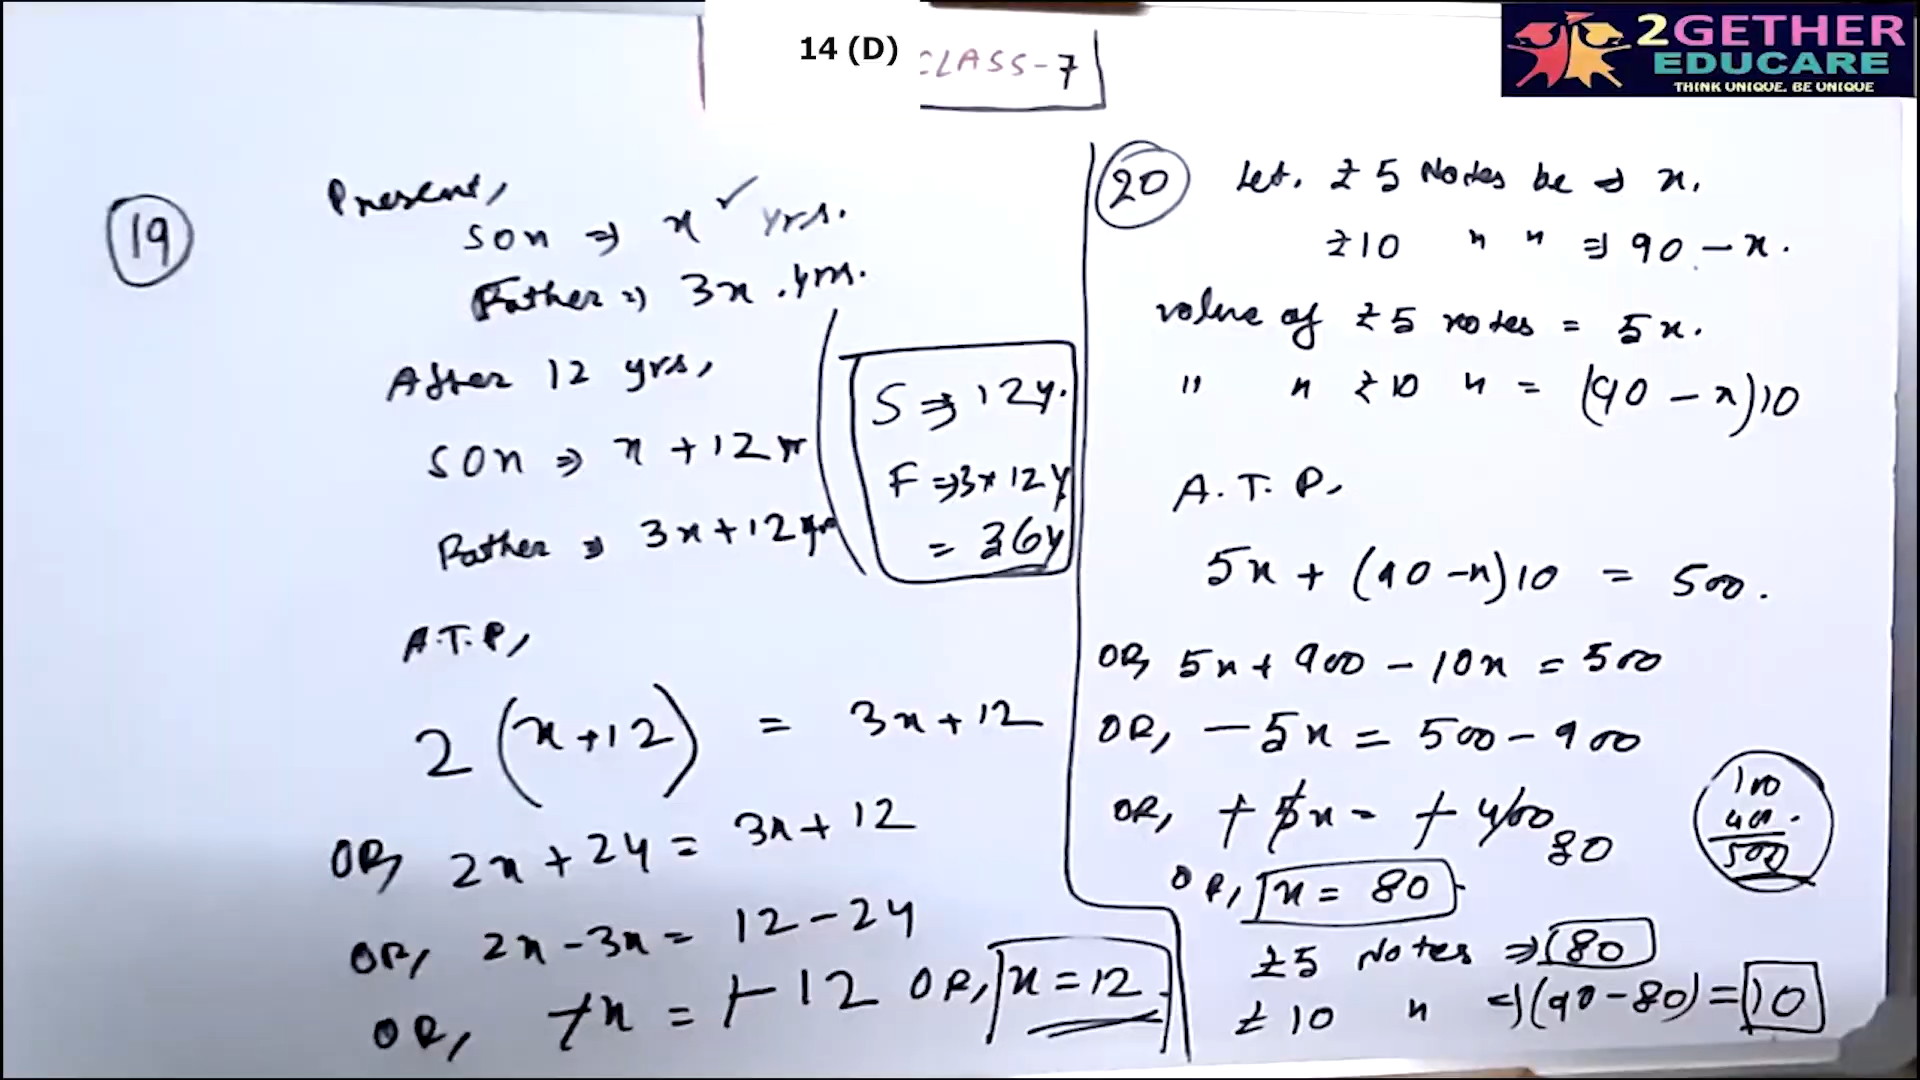 14 (D) CLASS-7
2GETHER
EDUCARE
THINK UNIQUE. BE UNIQUE
19
Present,
Son ⇒ x ✓ yrs.
Father ⇒ 3x . yrs.
After 12 yrs,
Son ⇒ x + 12 yr
Father ⇒ 3x + 12 yrs
S ⇒ 12y.
F ⇒ 3x12y
= 36y
A.T.P,
2 (x+12) = 3x+12
OR, 2x + 24 = 3x + 12
OR, 2x - 3x = 12 - 24
OR, -x = -12 OR, x = 12
20
Let, ₹5 Notes be ⇒ x.
₹10 " " ⇒ 90 - x.
value of ₹5 notes = 5x.
" " ₹10 " = (90 - x)10
A.T.P,
5x + (90 - x)10 = 500.
OR, 5x + 900 - 10x = 500
OR, -5x = 500 - 900
OR, +5x = +400 80
100
400.
500
OR, x = 80
₹5 Notes ⇒ 80
₹10 " ⇒ (90 - 80) = 10